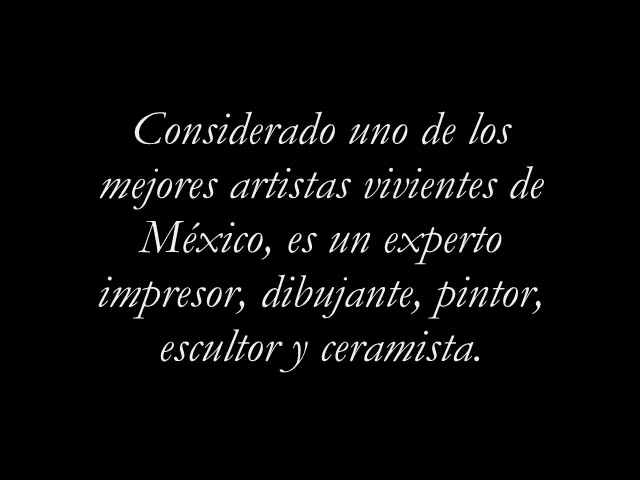 Considerado uno de los
mejores artistas vivientes de
México, es un experto
impresor, dibujante, pintor,
escultor y ceramista.